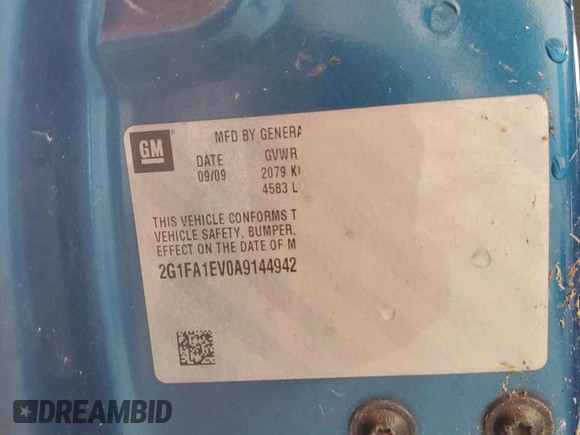 GM
MFD BY GENERA
DATE GVWR
09/09 2079 K
4583 L
THIS VEHICLE CONFORMS T
VEHICLE SAFETY, BUMPER,
EFFECT ON THE DATE OF M
2G1FA1EV0A9144942
DREAMBID